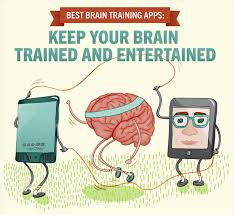 BEST BRAIN TRAINING APPS:
KEEP YOUR BRAIN
TRAINED AND ENTERTAINED